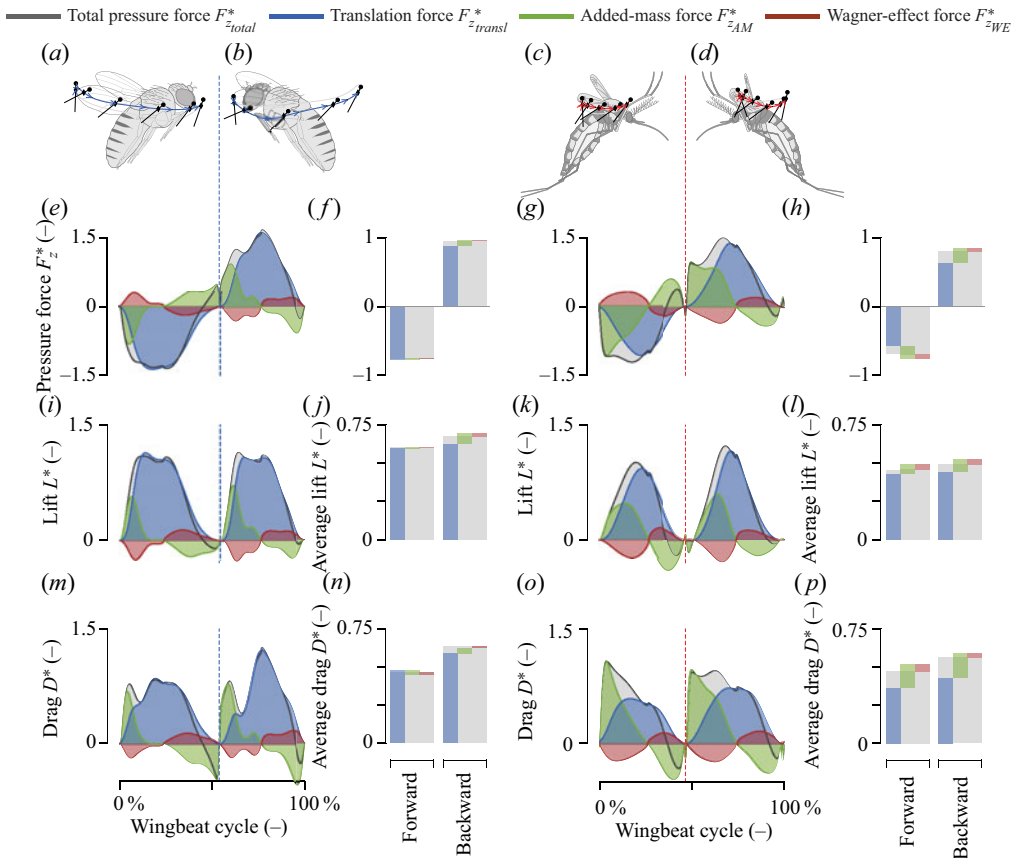 Total pressure force F*z_total
Translation force F*z_transl
Added-mass force F*z_AM
Wagner-effect force F*z_WE
(a)
(b)
(c)
(d)
(e)
(f)
(g)
(h)
Pressure force F*z (–)
1.5
0
–1.5
1
0
–1
1.5
0
–1.5
1
0
–1
(i)
(j)
(k)
(l)
Lift L* (–)
1.5
0
Average lift L* (–)
0.75
0
Lift L* (–)
1.5
0
Average lift L* (–)
0.75
0
(m)
(n)
(o)
(p)
Drag D* (–)
1.5
0
Average drag D* (–)
0.75
0
Drag D* (–)
1.5
0
Average drag D* (–)
0.75
0
0 %
100 %
Wingbeat cycle (–)
Forward
Backward
0 %
100 %
Wingbeat cycle (–)
Forward
Backward